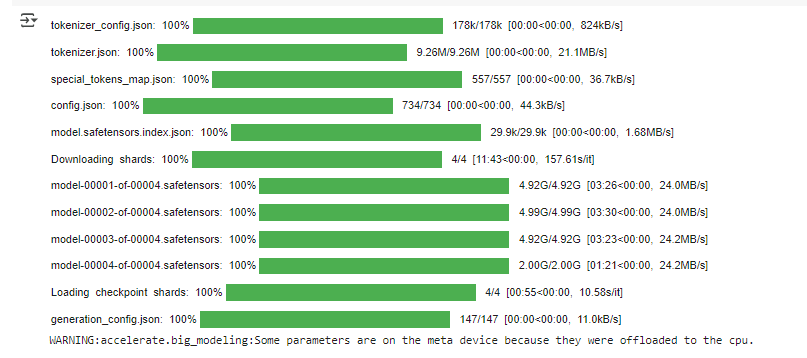 tokenizer_config.json: 100% 178k/178k [00:00<00:00, 824kB/s]
tokenizer.json: 100% 9.26M/9.26M [00:00<00:00, 21.1MB/s]
special_tokens_map.json: 100% 557/557 [00:00<00:00, 36.7kB/s]
config.json: 100% 734/734 [00:00<00:00, 44.3kB/s]
model.safetensors.index.json: 100% 29.9k/29.9k [00:00<00:00, 1.68MB/s]
Downloading shards: 100% 4/4 [11:43<00:00, 157.61s/it]
model-00001-of-00004.safetensors: 100% 4.92G/4.92G [03:26<00:00, 24.0MB/s]
model-00002-of-00004.safetensors: 100% 4.99G/4.99G [03:30<00:00, 24.0MB/s]
model-00003-of-00004.safetensors: 100% 4.92G/4.92G [03:23<00:00, 24.2MB/s]
model-00004-of-00004.safetensors: 100% 2.00G/2.00G [01:21<00:00, 24.2MB/s]
Loading checkpoint shards: 100% 4/4 [00:55<00:00, 10.58s/it]
generation_config.json: 100% 147/147 [00:00<00:00, 11.0kB/s]
WARNING:accelerate.big_modeling:Some parameters are on the meta device because they were offloaded to the cpu.